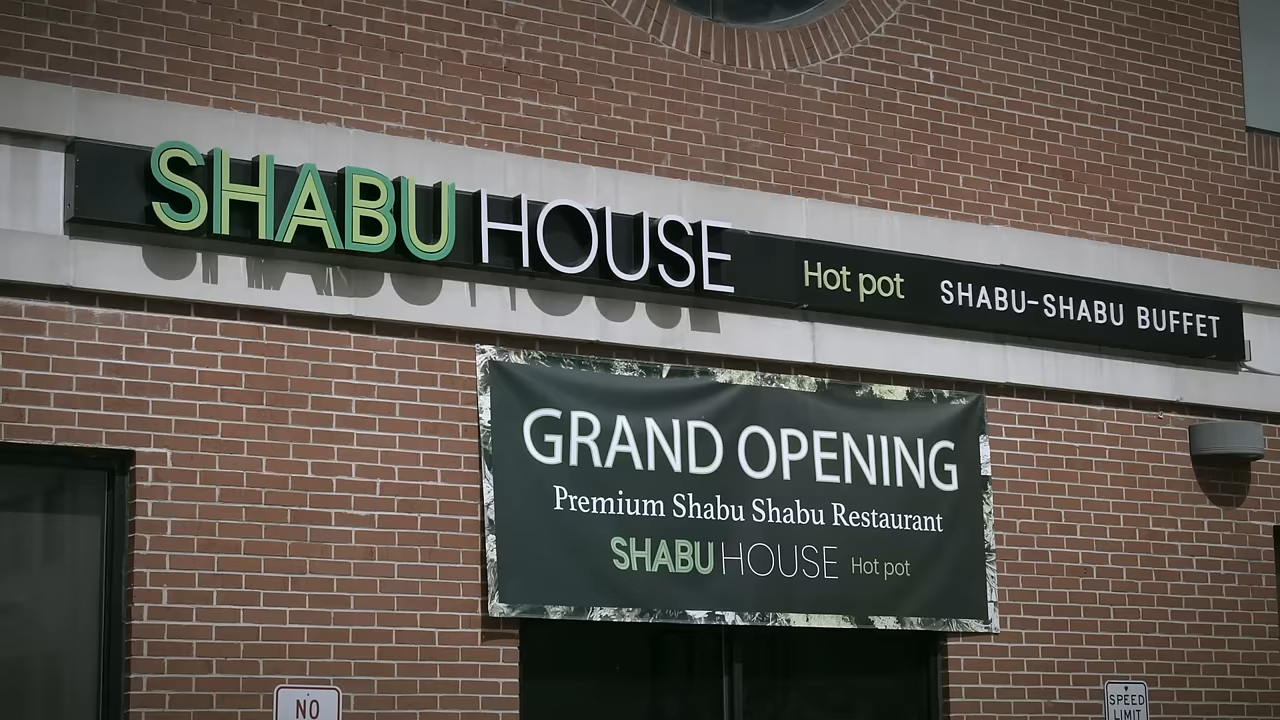 SHABU HOUSE Hot pot SHABU-SHABU BUFFET
GRAND OPENING
Premium Shabu Shabu Restaurant
SHABU HOUSE Hot pot
NO
SPEED
LIMIT